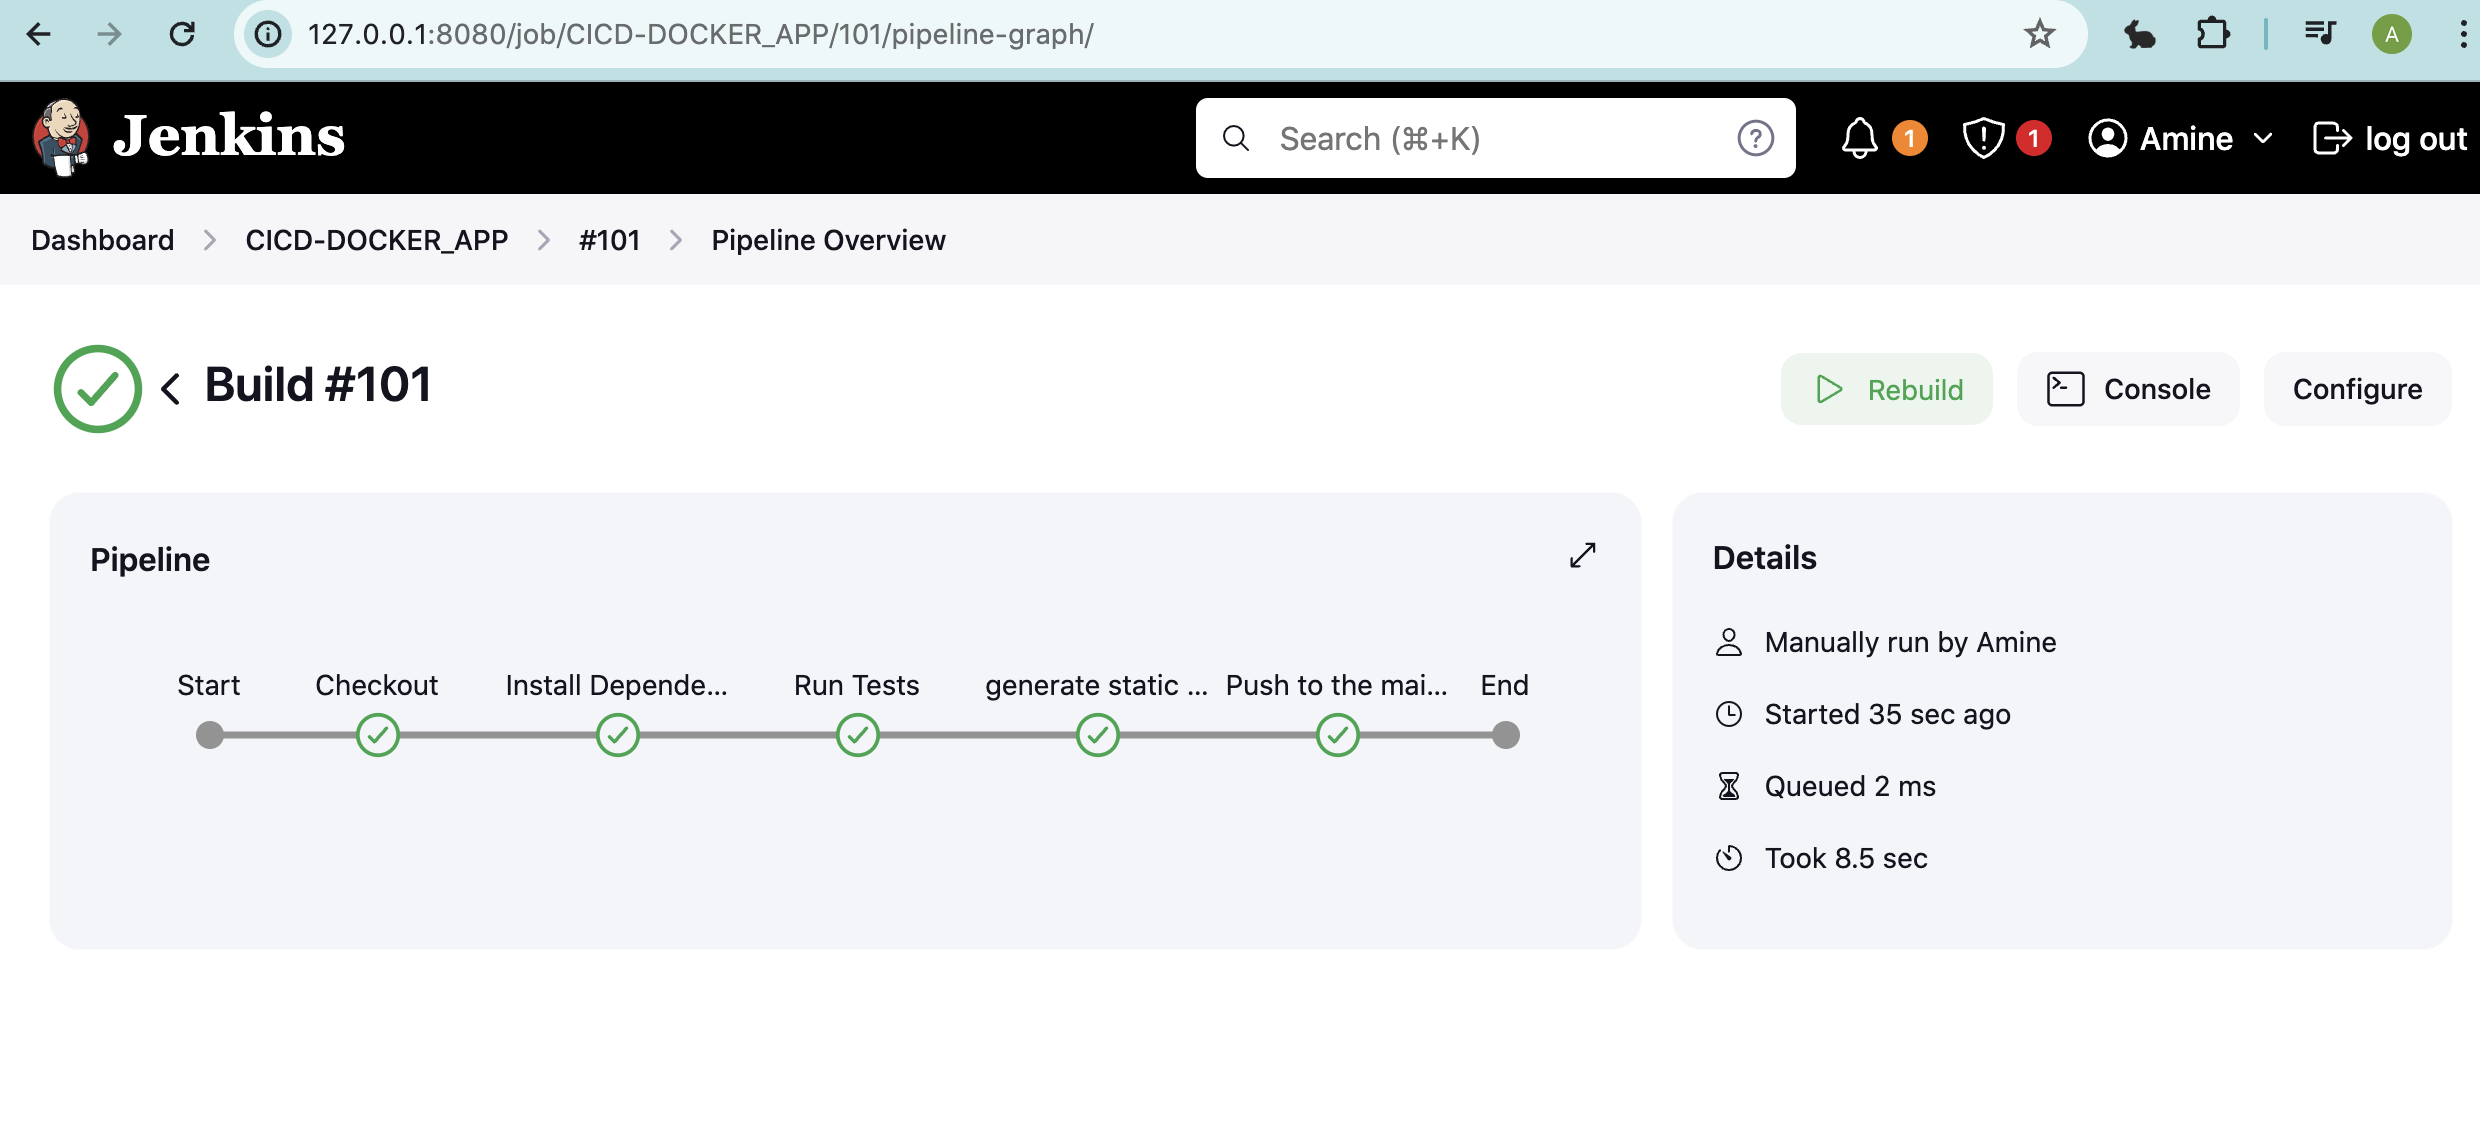 127.0.0.1:8080/job/CICD-DOCKER_APP/101/pipeline-graph/
A
Jenkins
Search (⌘+K)
?
1
1
Amine
log out
Dashboard > CICD-DOCKER_APP > #101 > Pipeline Overview
Build #101
Rebuild
Console
Configure
Pipeline
Start
Checkout
Install Depende...
Run Tests
generate static ...
Push to the mai...
End
Details
Manually run by Amine
Started 35 sec ago
Queued 2 ms
Took 8.5 sec